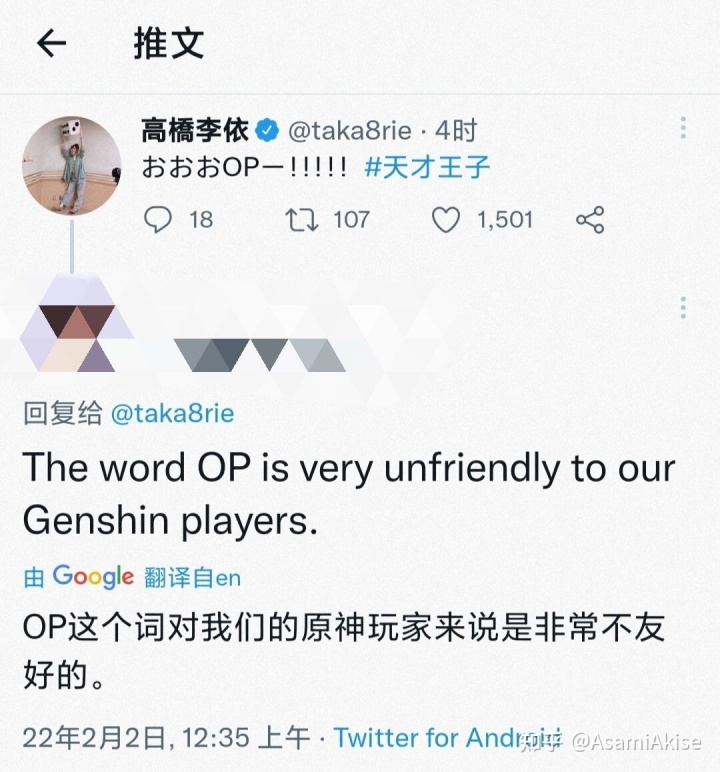 推文
高橋李依 @taka8rie · 4时
おおおOPー!!!!! #天才王子
18 107 1,501
回复给 @taka8rie
The word OP is very unfriendly to our
Genshin players.
由 Google 翻译自en
OP这个词对我们的原神玩家来说是非常不友
好的。
22年2月2日, 12:35 上午 · Twitter for Android
知乎 @AsamiAkise